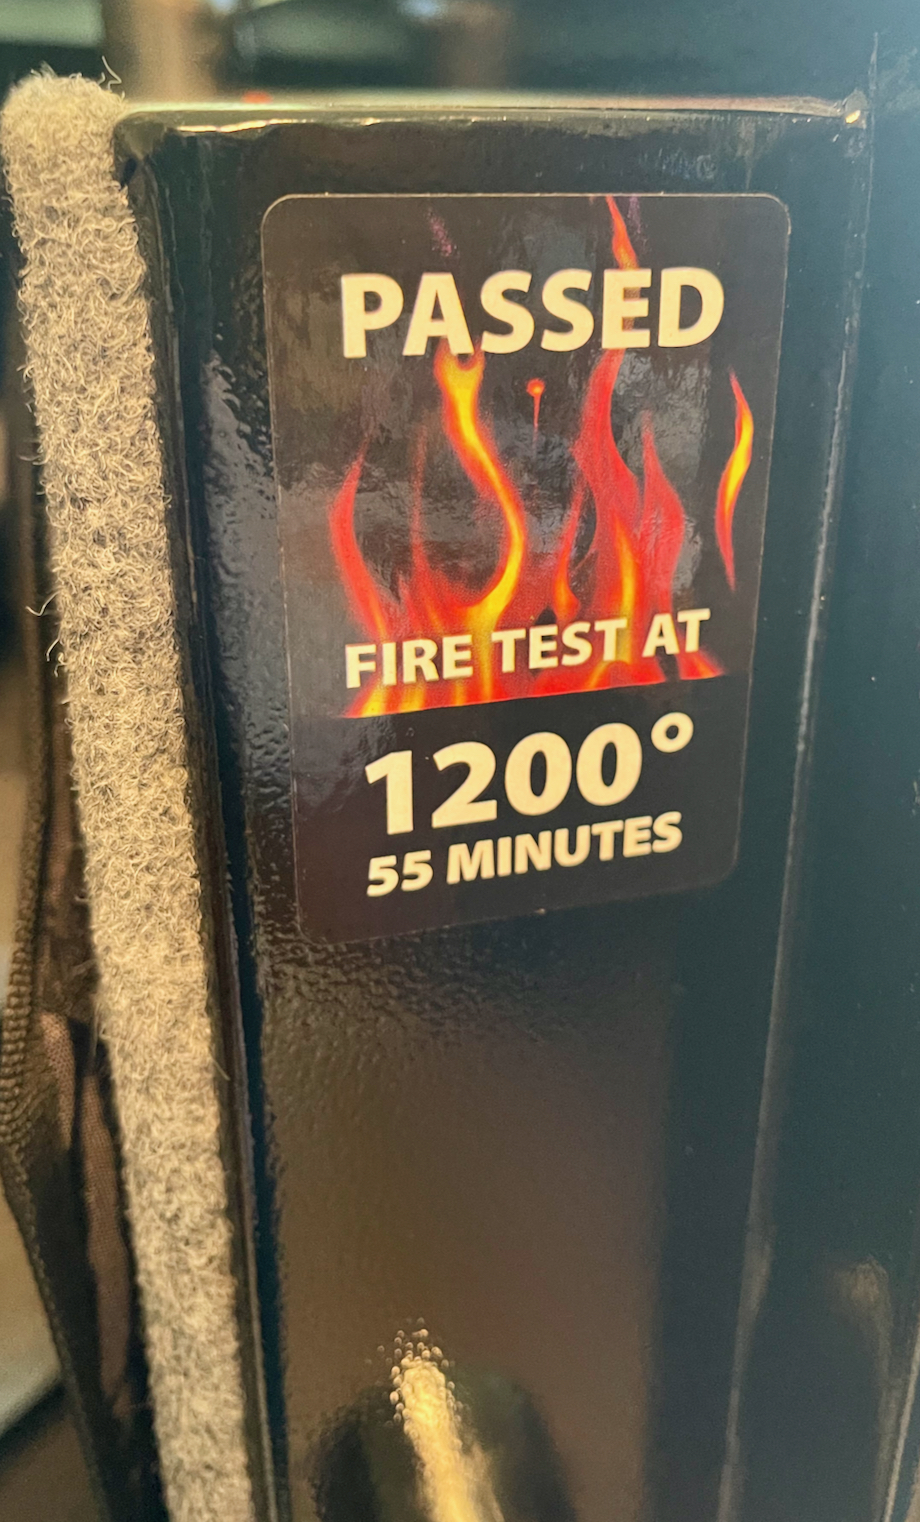 PASSED
FIRE TEST AT
1200°
55 MINUTES